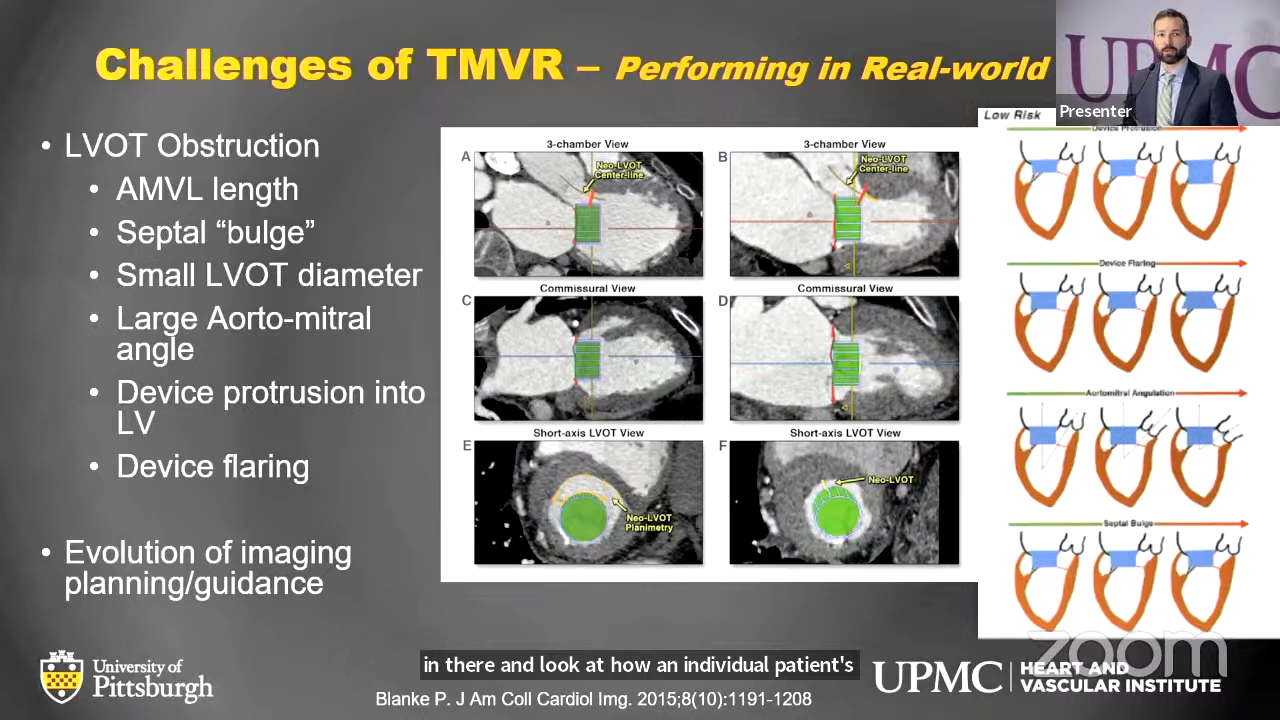 Challenges of TMVR – Performing in Real-world
UPMC
Presenter
• LVOT Obstruction
• AMVL length
• Septal “bulge”
• Small LVOT diameter
• Large Aorto-mitral
angle
• Device protrusion into
LV
• Device flaring
• Evolution of imaging
planning/guidance
3-chamber View
A
Neo-LVOT
Center-line
3-chamber View
B
Neo-LVOT
Center-line
Commissural View
C
Commissural View
D
Short-axis LVOT View
E
Neo-LVOT
Planimetry
Short-axis LVOT View
F
Neo-LVOT
Low Risk
Device Protrusion
Device Flaring
Aortomitral Angulation
Septal Bulge
zoom
in there and look at how an individual patient's
University of
Pittsburgh
Blanke P. J Am Coll Cardiol Img. 2015;8(10):1191-1208
UPMC
HEART AND
VASCULAR INSTITUTE